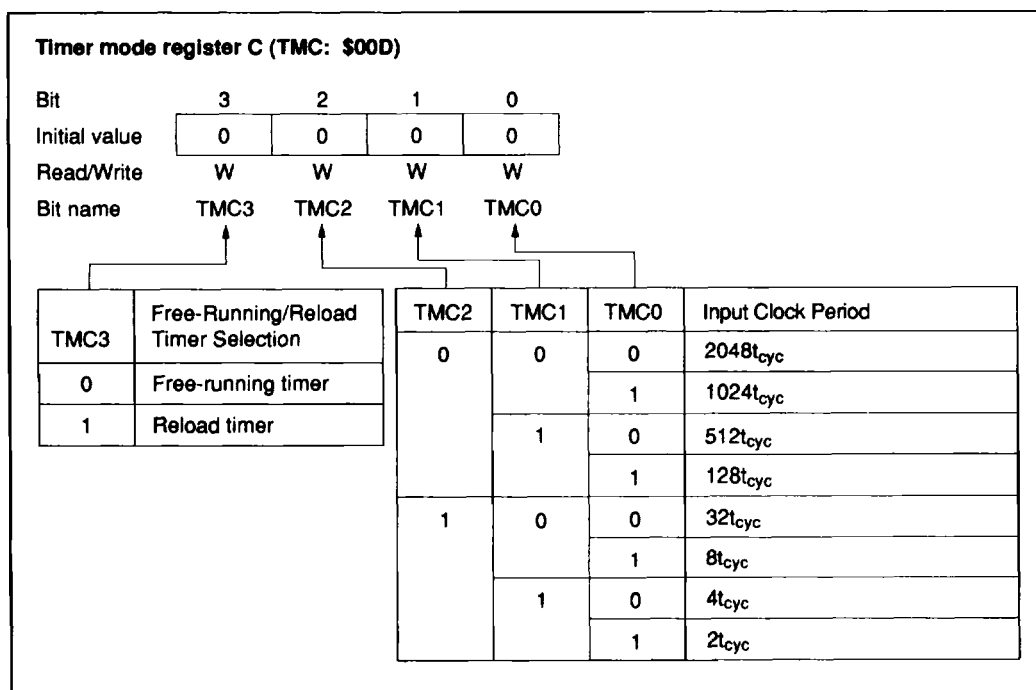 Timer mode register C (TMC: $00D)
Bit 3 2 1 0
Initial value 0 0 0 0
Read/Write W W W W
Bit name TMC3 TMC2 TMC1 TMC0
TMC3 Free-Running/Reload
Timer Selection
0 Free-running timer
1 Reload timer
TMC2 TMC1 TMC0 Input Clock Period
0 0 0 2048tcyc
1 1024tcyc
1 0 512tcyc
1 128tcyc
1 0 0 32tcyc
1 8tcyc
1 0 4tcyc
1 2tcyc